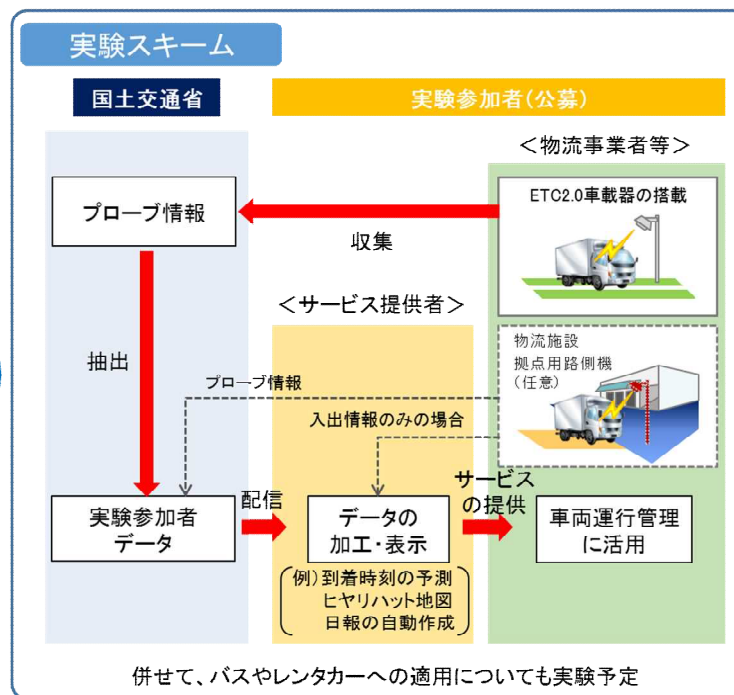 実験スキーム
国土交通省
実験参加者(公募)
＜物流事業者等＞
ETC2.0車載器の搭載
プローブ情報
収集
＜サービス提供者＞
物流施設
拠点用路側機
(任意)
抽出
プローブ情報
入出情報のみの場合
サービス
の提供
配信
実験参加者
データ
データの
加工・表示
車両運行管理
に活用
例)到着時刻の予測
ヒヤリハット地図
日報の自動作成
併せて、バスやレンタカーへの適用についても実験予定